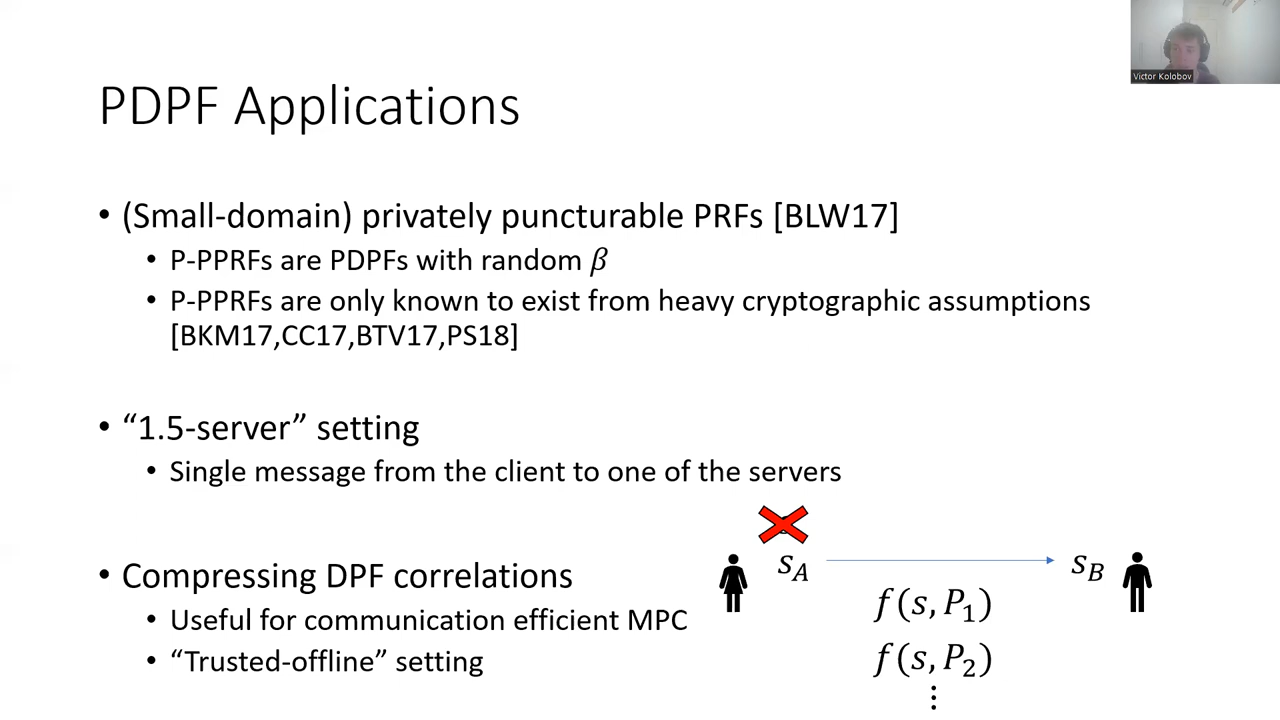 Victor Kolobov
PDPF Applications
• (Small-domain) privately puncturable PRFs [BLW17]
• P-PPRFs are PDPFs with random β
• P-PPRFs are only known to exist from heavy cryptographic assumptions
[BKM17,CC17,BTV17,PS18]
• “1.5-server” setting
• Single message from the client to one of the servers
• Compressing DPF correlations
• Useful for communication efficient MPC
• “Trusted-offline” setting
s_A
s_B
f(s, P_1)
f(s, P_2)
⋮